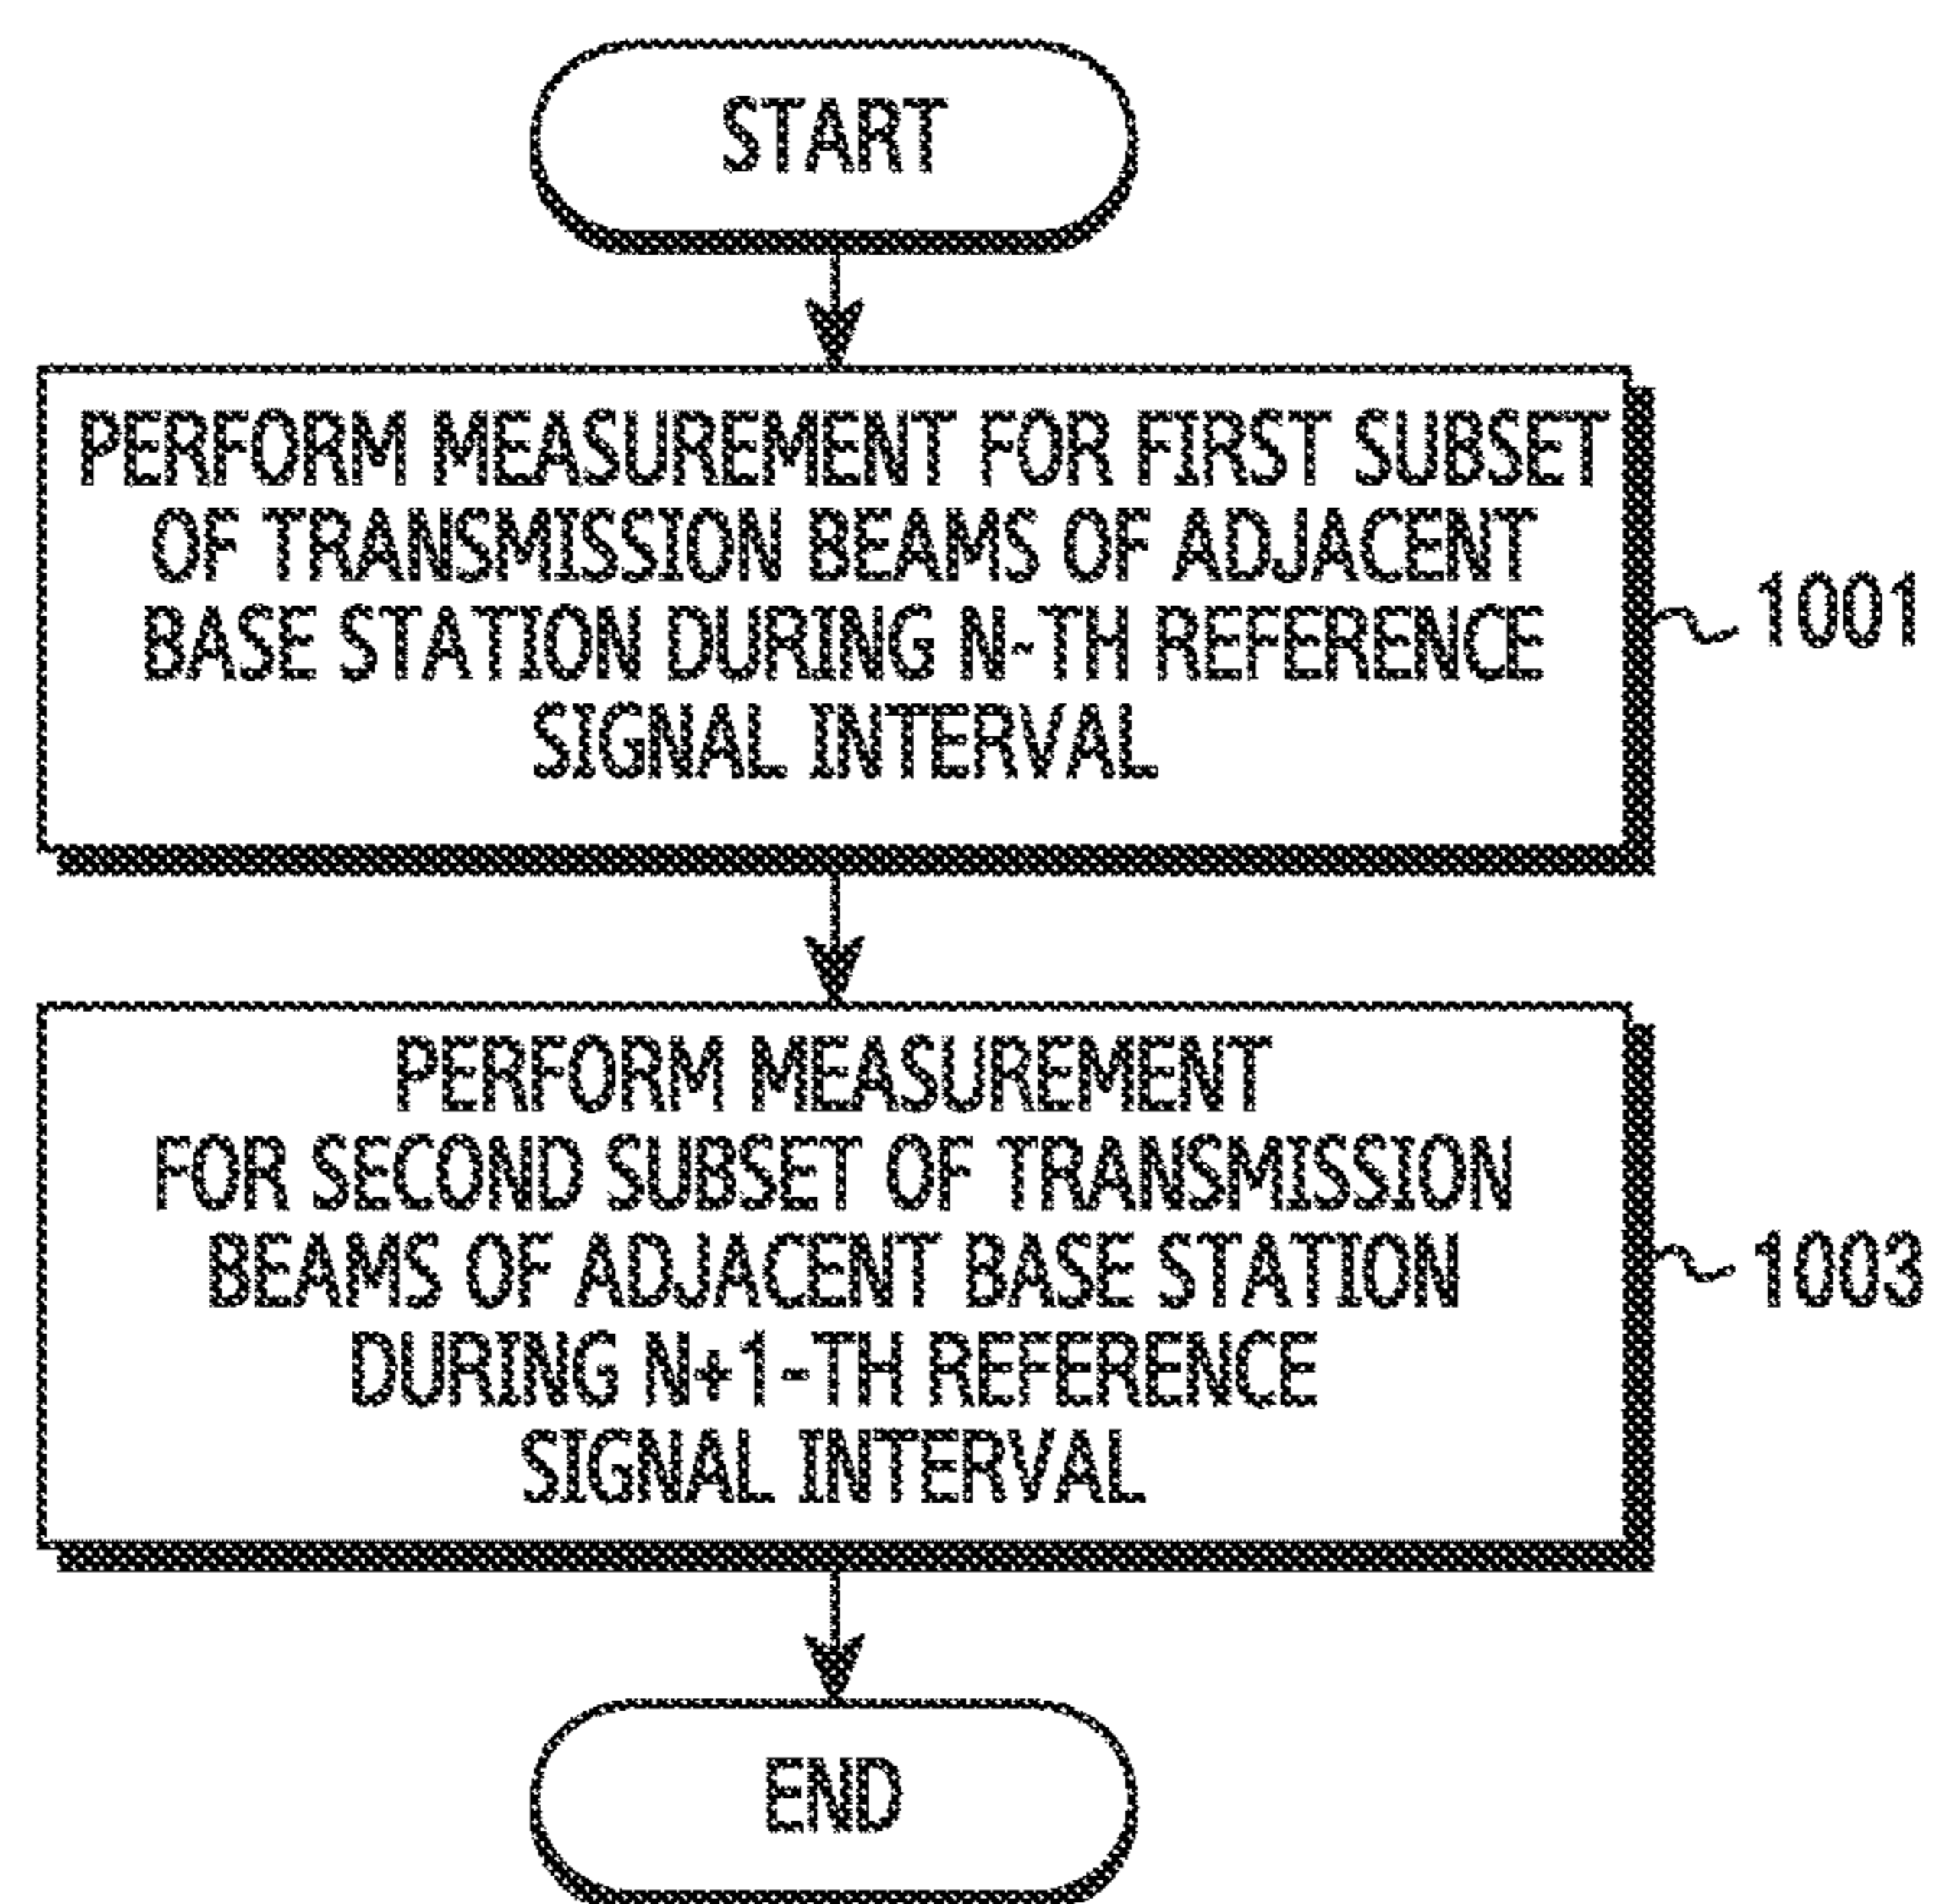 START
PERFORM MEASUREMENT FOR FIRST SUBSET
OF TRANSMISSION BEAMS OF ADJACENT
BASE STATION DURING N-TH REFERENCE
SIGNAL INTERVAL
1001
PERFORM MEASUREMENT
FOR SECOND SUBSET OF TRANSMISSION
BEAMS OF ADJACENT BASE STATION
DURING N+1-TH REFERENCE
SIGNAL INTERVAL
1003
END